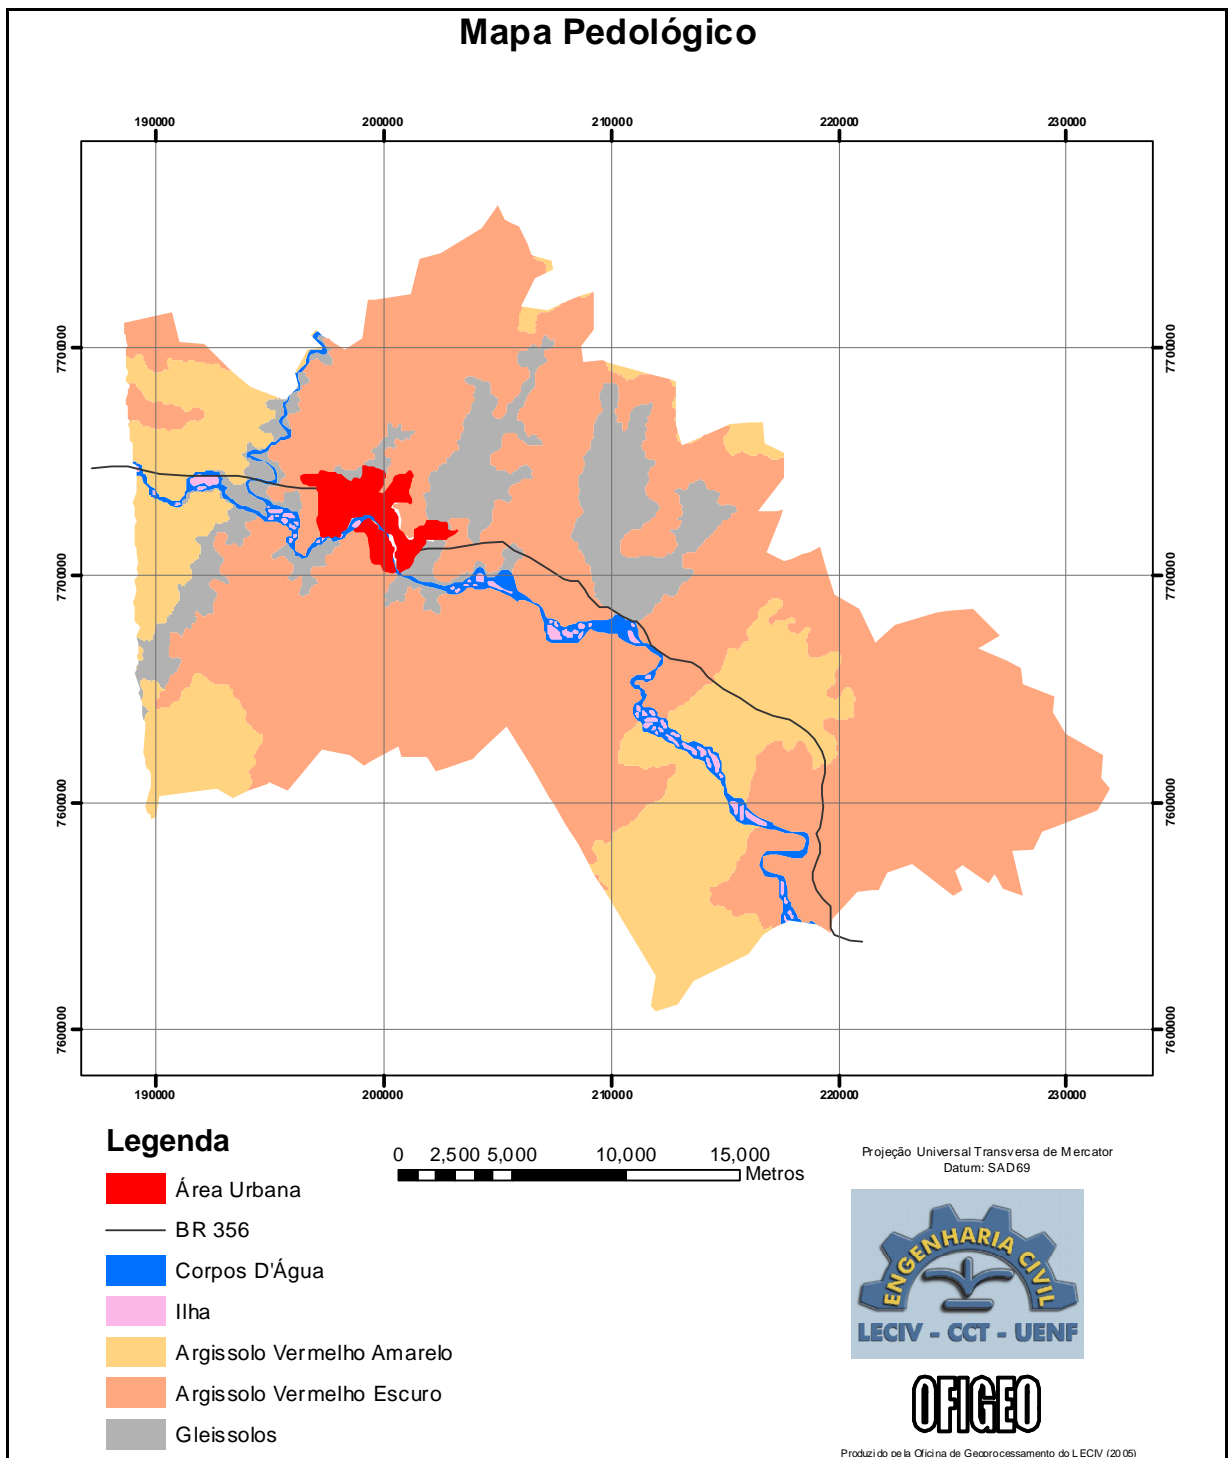 Mapa Pedológico
190000 200000 210000 220000 230000
7700000 7700000
7700000 7700000
7600000 7600000
7600000 7600000
190000 200000 210000 220000 230000
Legenda
Área Urbana
BR 356
Corpos D'Água
Ilha
Argissolo Vermelho Amarelo
Argissolo Vermelho Escuro
Gleissolos
0 2,500 5,000 10,000 15,000
Metros
Projeção Universal Transversa de Mercator
Datum: SAD69
ENGENHARIA CIVIL
LECIV - CCT - UENF
OFIGEO
Produzido pela Oficina de Geoprocessamento do LECIV (2005)